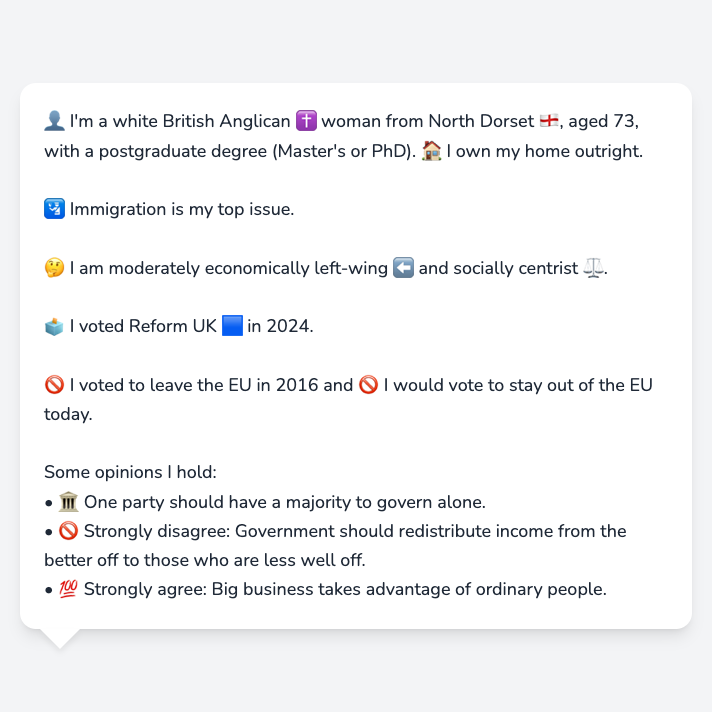 👤 I'm a white British Anglican ✝️ woman from North Dorset 🏴󠁧󠁢󠁥󠁮󠁧󠁿, aged 73,
with a postgraduate degree (Master's or PhD). 🏠 I own my home outright.
🛂 Immigration is my top issue.
🤔 I am moderately economically left-wing ⬅️ and socially centrist ⚖️.
🗳️ I voted Reform UK 🟦 in 2024.
🚫 I voted to leave the EU in 2016 and 🚫 I would vote to stay out of the EU
today.
Some opinions I hold:
• 🏛️ One party should have a majority to govern alone.
• 🚫 Strongly disagree: Government should redistribute income from the
better off to those who are less well off.
• 💯 Strongly agree: Big business takes advantage of ordinary people.